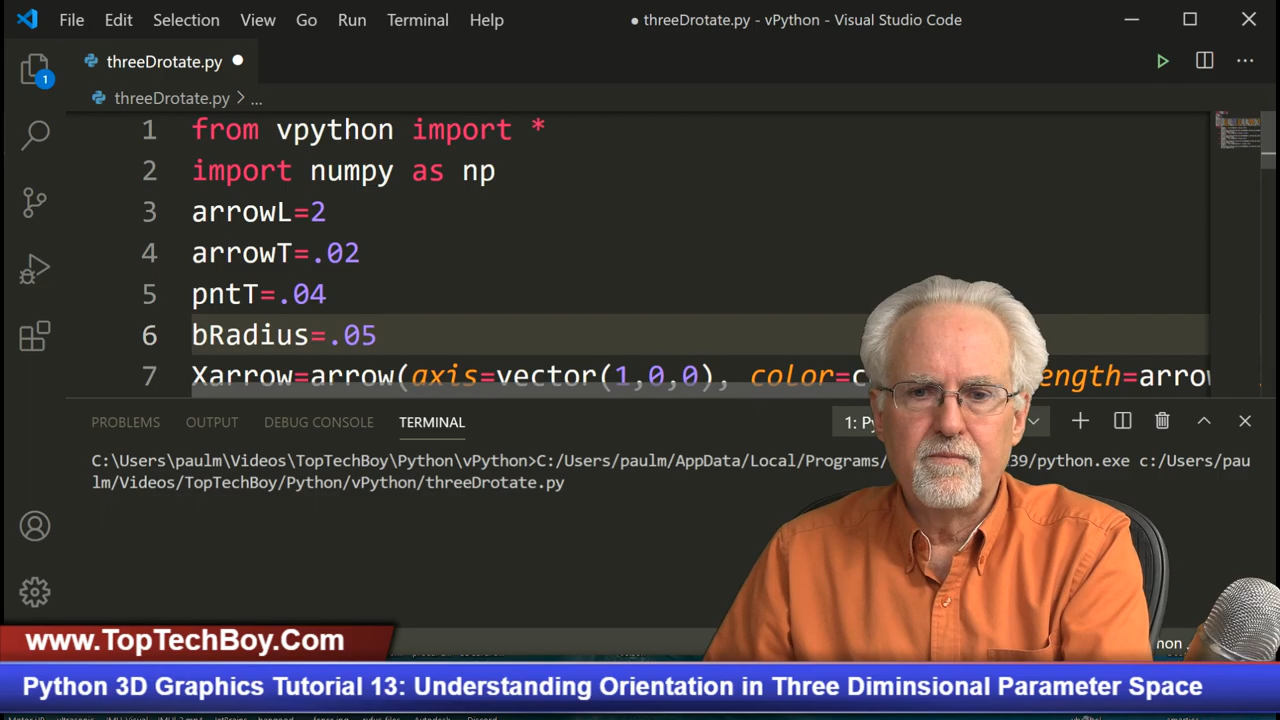 File Edit Selection View Go Run Terminal Help
● threeDrotate.py - vPython - Visual Studio Code
threeDrotate.py ●
1
threeDrotate.py > ...
1 from vpython import *
2 import numpy as np
3 arrowL=2
4 arrowT=.02
5 pntT=.04
6 bRadius=.05
7 Xarrow=arrow(axis=vector(1,0,0), color=c ength=arrow
PROBLEMS OUTPUT DEBUG CONSOLE TERMINAL 1: Py
C:\Users\paulm\Videos\TopTechBoy\Python\vPython>C:/Users/paulm/AppData/Local/Programs/ 39/python.exe c:/Users/pau
lm/Videos/TopTechBoy/Python/vPython/threeDrotate.py
www.TopTechBoy.Com
Python 3D Graphics Tutorial 13: Understanding Orientation in Three Diminsional Parameter Space